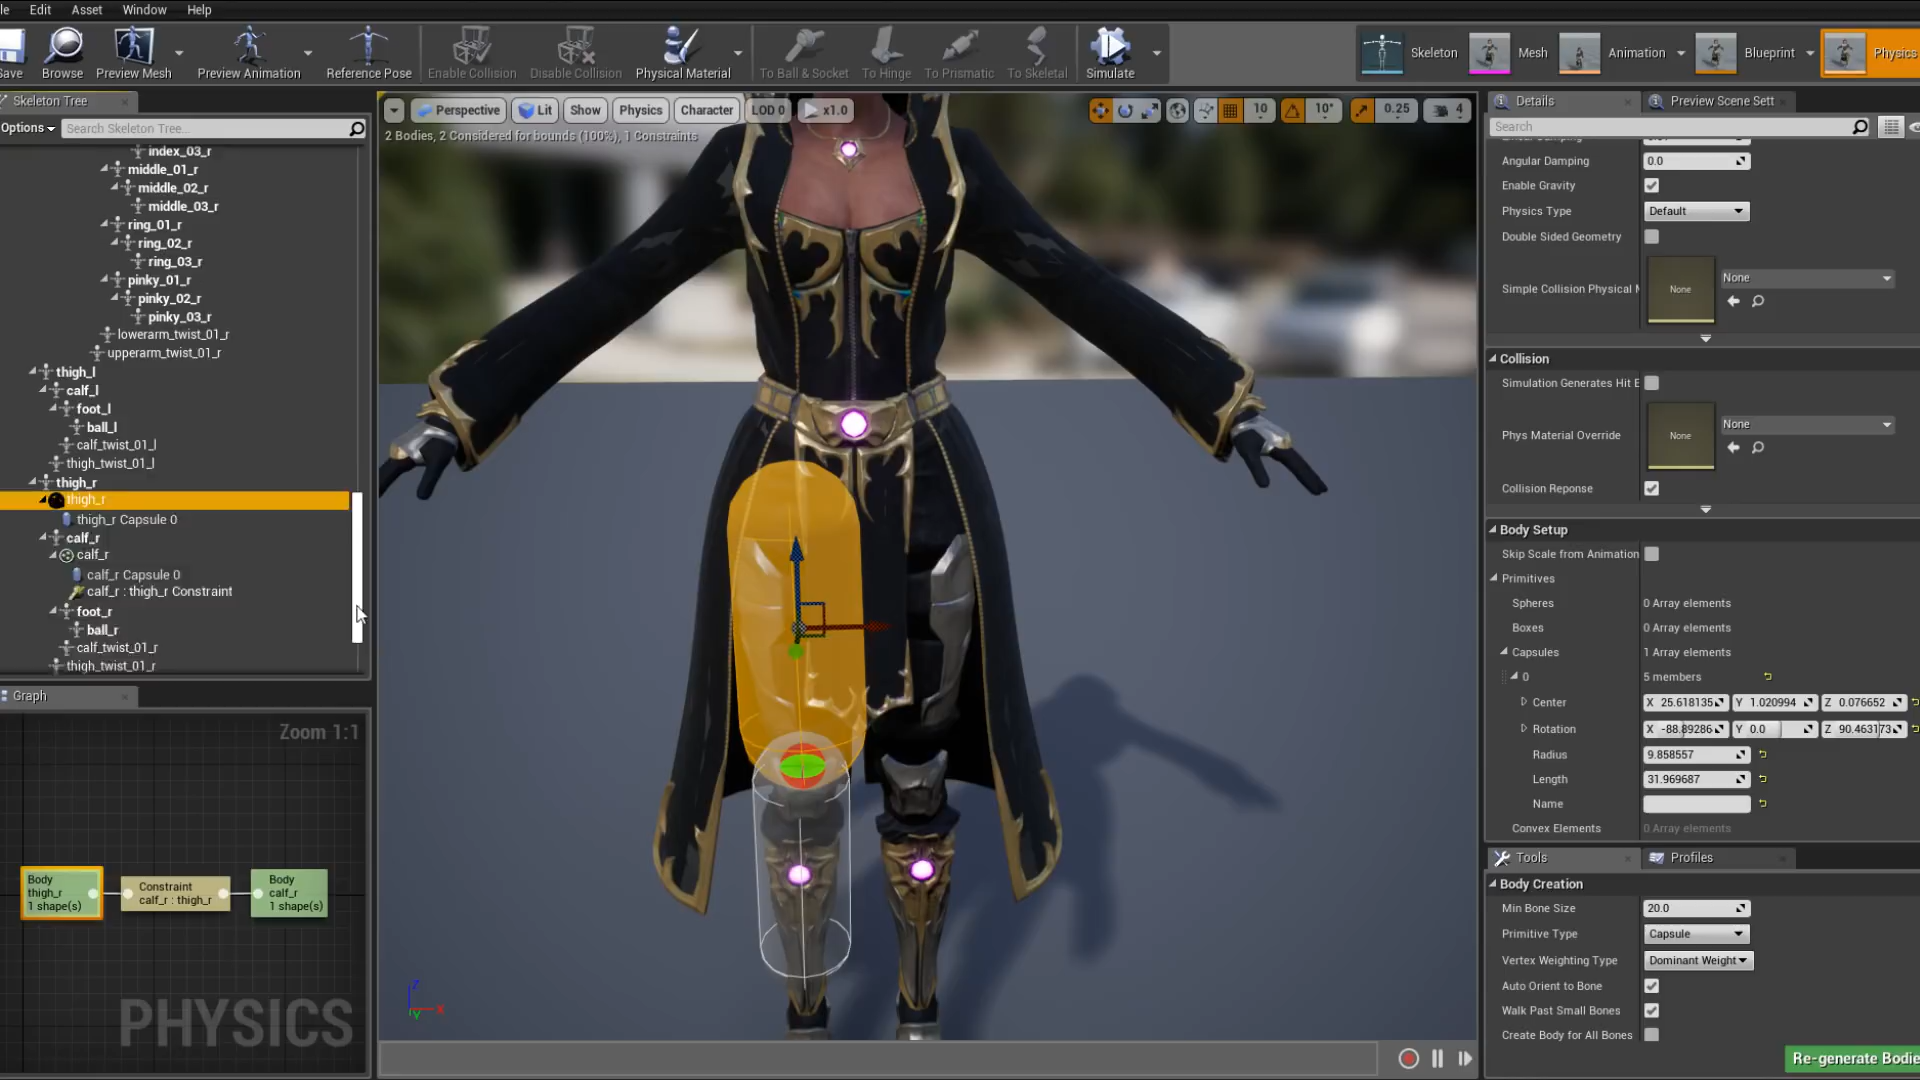 le Edit Asset Window Help
Save Browse Preview Mesh Preview Animation Reference Pose Enable Collision Disable Collision Physical Material To Ball & Socket To Hinge To Prismatic To Skeletal Simulate Skeleton Mesh Animation Blueprint Physics
Skeleton Tree
Options Search Skeleton Tree...
index_03_r
middle_01_r
middle_02_r
middle_03_r
ring_01_r
ring_02_r
ring_03_r
pinky_01_r
pinky_02_r
pinky_03_r
lowerarm_twist_01_r
upperarm_twist_01_r
thigh_l
calf_l
foot_l
ball_l
calf_twist_01_l
thigh_twist_01_l
thigh_r
thigh_r
thigh_r Capsule 0
calf_r
calf_r
calf_r Capsule 0
calf_r : thigh_r Constraint
foot_r
ball_r
calf_twist_01_r
thigh_twist_01_r
Graph
Zoom 1:1
Body
thigh_r
1 shape(s)
Constraint
calf_r : thigh_r
Body
calf_r
1 shape(s)
PHYSICS
Perspective Lit Show Physics Character LOD 0 x1.0 10 10° 0.25 4
2 Bodies, 2 Considered for bounds (100%), 1 Constraints
Z
X
Y
Details Preview Scene Sett
Search
Angular Damping 0.0
Enable Gravity
Physics Type Default
Double Sided Geometry
Simple Collision Physical M None None
Collision
Simulation Generates Hit E
Phys Material Override None None
Collision Reponse
Body Setup
Skip Scale from Animation
Primitives
Spheres 0 Array elements
Boxes 0 Array elements
Capsules 1 Array elements
0 5 members
Center X 25.618135 Y 1.020994 Z 0.076652
Rotation X -88.89286 Y 0.0 Z 90.463173
Radius 9.858557
Length 31.969687
Name
Convex Elements 0 Array elements
Tools Profiles
Body Creation
Min Bone Size 20.0
Primitive Type Capsule
Vertex Weighting Type Dominant Weight
Auto Orient to Bone
Walk Past Small Bones
Create Body for All Bones
Re-generate Bodie